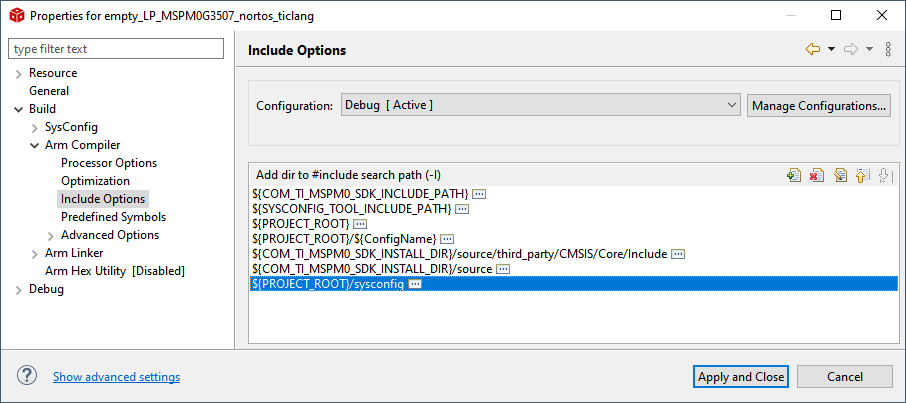 Properties for empty_LP_MSPM0G3507_nortos_ticlang
type filter text
Resource
General
Build
SysConfig
Arm Compiler
Processor Options
Optimization
Include Options
Predefined Symbols
Advanced Options
Arm Linker
Arm Hex Utility [Disabled]
Debug
Include Options
Configuration: Debug [ Active ] Manage Configurations...
Add dir to #include search path (-I)
${COM_TI_MSPM0_SDK_INCLUDE_PATH}
${SYSCONFIG_TOOL_INCLUDE_PATH}
${PROJECT_ROOT}
${PROJECT_ROOT}/${ConfigName}
${COM_TI_MSPM0_SDK_INSTALL_DIR}/source/third_party/CMSIS/Core/Include
${COM_TI_MSPM0_SDK_INSTALL_DIR}/source
${PROJECT_ROOT}/sysconfig
Show advanced settings Apply and Close Cancel